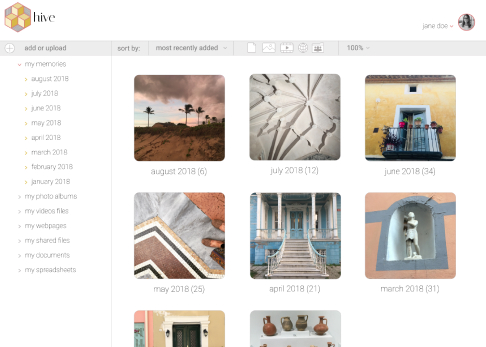 hive
jane doe
add or upload
sort by:
most recently added
100%
my memories
august 2018
july 2018
june 2018
may 2018
april 2018
march 2018
february 2018
january 2018
my photo albums
my videos files
my webpages
my shared files
my documents
my spreadsheets
august 2018 (6)
july 2018 (12)
june 2018 (34)
may 2018 (25)
april 2018 (21)
march 2018 (31)